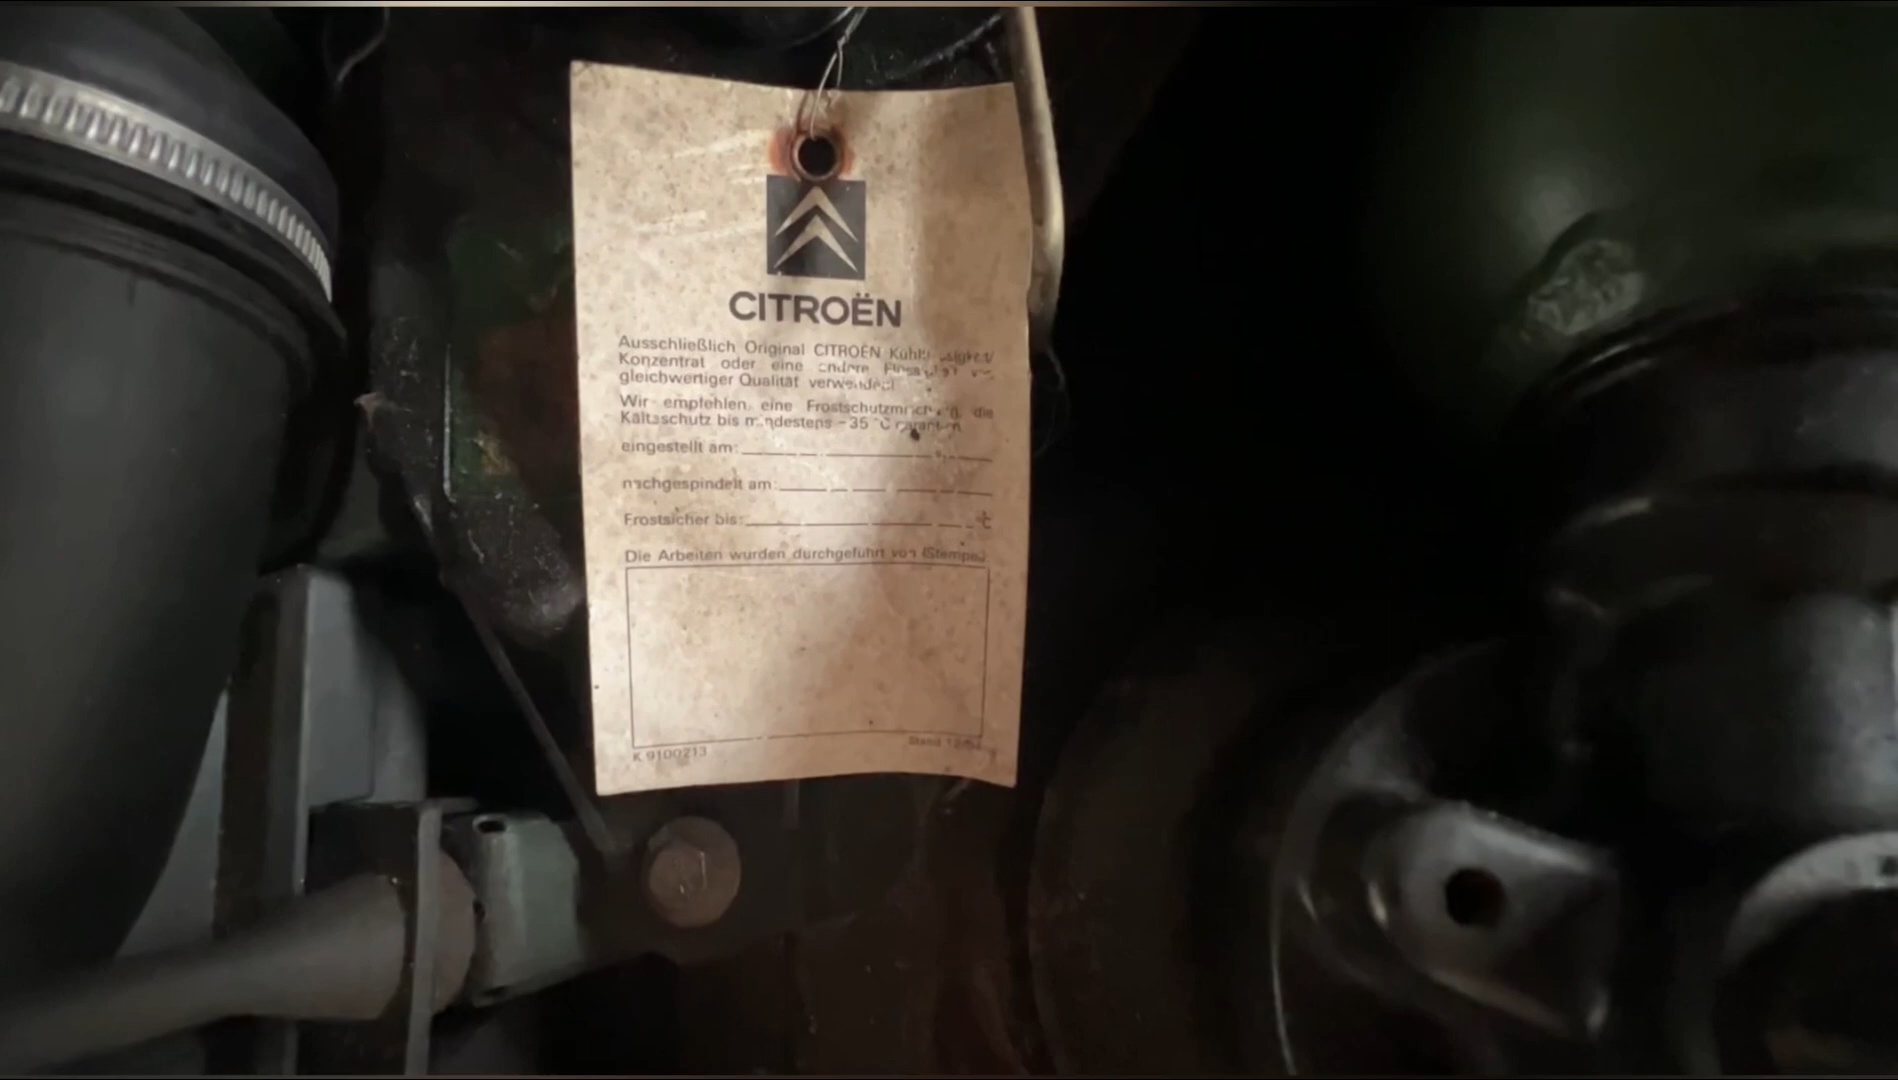 CITROËN
Ausschließlich Original CITROËN
Konzentrat oder eine
gleichwertiger Qualität
Wir empfehlen eine
bis mindestens -35 °C
eingestellt am:
nachgespindelt am:
Frostsicher bis: °C
Die Arbeiten wurden durchgeführt von (Stempel)
K 9100213
Stand